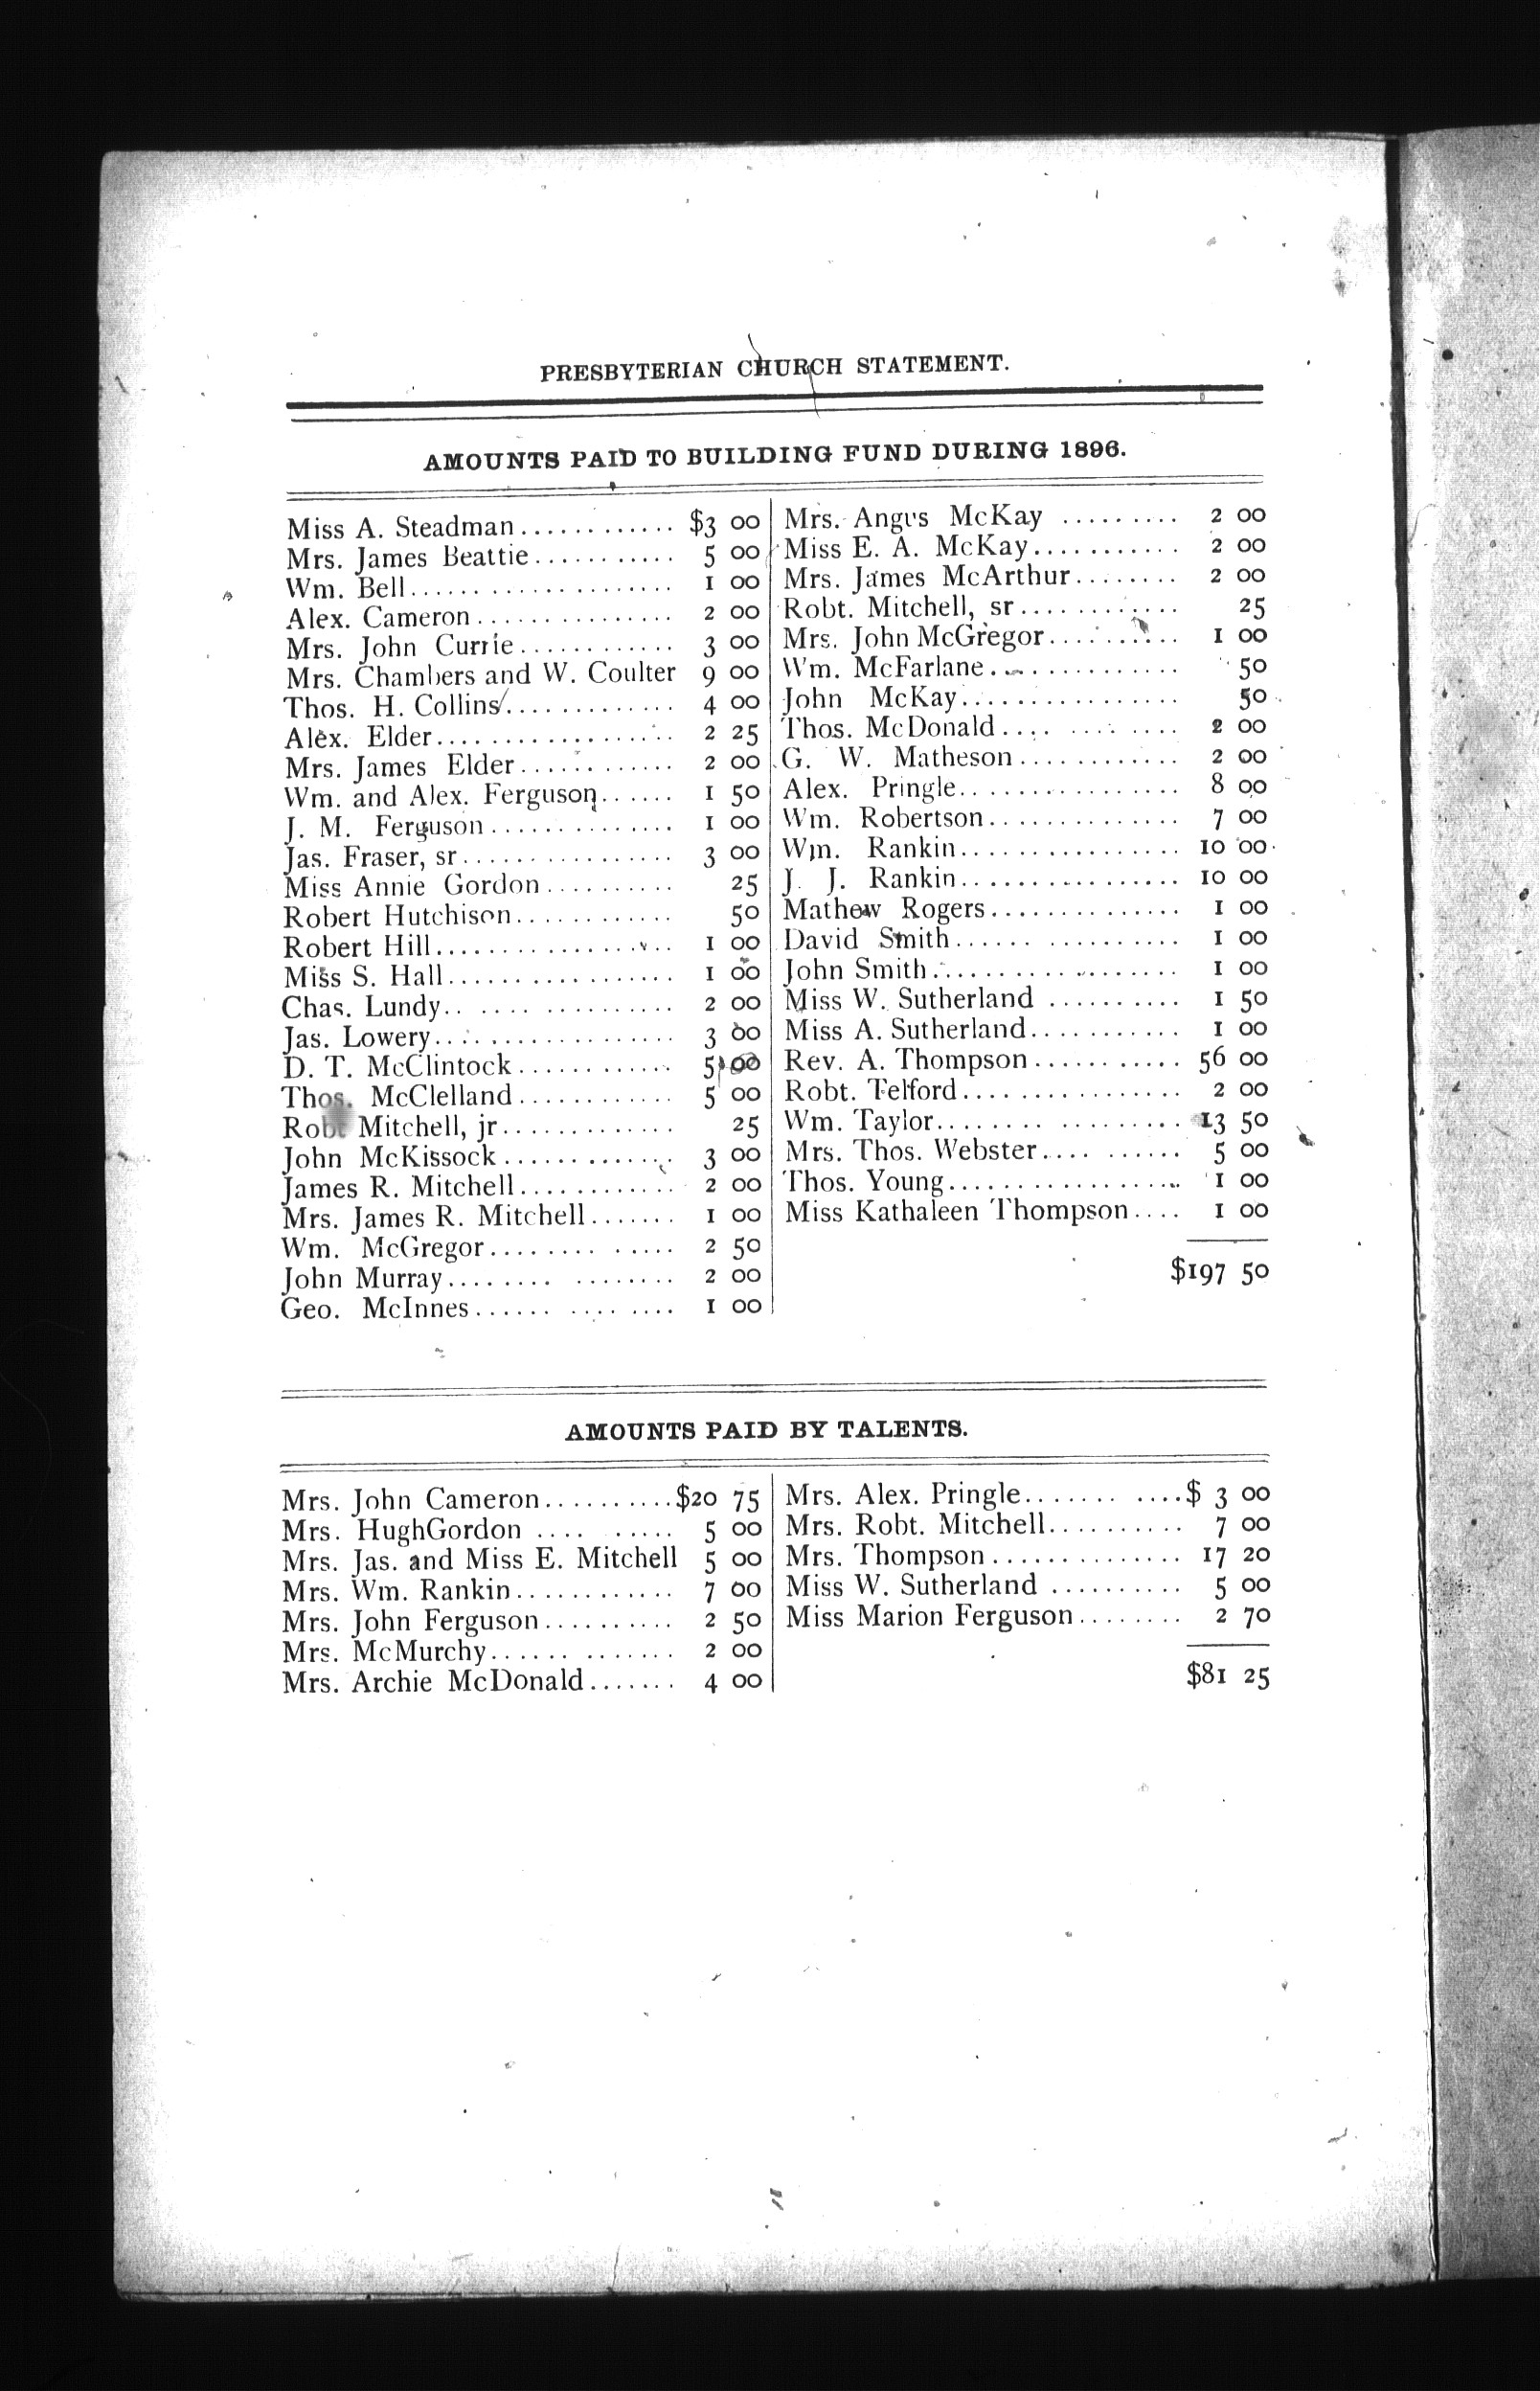 PRESBYTERIAN CHURCH STATEMENT.
AMOUNTS PAID TO BUILDING FUND DURING 1896.
Miss A. Steadman............ $3 00
Mrs. James Beattie........... 5 00
Wm. Bell..................... 1 00
Alex. Cameron............... 2 00
Mrs. John Currie............ 3 00
Mrs. Chambers and W. Coulter 9 00
Thos. H. Collins............. 4 00
Alex. Elder.................. 2 25
Mrs. James Elder............ 2 00
Wm. and Alex. Ferguson...... 1 50
J. M. Ferguson.............. 1 00
Jas. Fraser, sr................ 3 00
Miss Annie Gordon.......... 25
Robert Hutchison............ 50
Robert Hill.................. 1 00
Miss S. Hall................. 1 00
Chas. Lundy................ 2 00
Jas. Lowery.................. 3 00
D. T. McClintock............ 5 00
Thos. McClelland............ 5 00
Robt Mitchell, jr............. 25
John McKissock............. 3 00
James R. Mitchell............ 2 00
Mrs. James R. Mitchell....... 1 00
Wm. McGregor............. 2 50
John Murray................ 2 00
Geo. McInnes.............. 1 00
Mrs. Angus McKay ......... 2 00
Miss E. A. McKay........... 2 00
Mrs. James McArthur........ 2 00
Robt. Mitchell, sr............ 25
Mrs. John McGregor......... 1 00
Wm. McFarlane............. 50
John McKay................ 50
Thos. McDonald............ 2 00
G. W. Matheson............ 2 00
Alex. Pringle................ 8 00
Wm. Robertson.............. 7 00
Wm. Rankin................ 10 00
J. J. Rankin................ 10 00
Mathew Rogers.............. 1 00
David Smith................ 1 00
John Smith.................. 1 00
Miss W. Sutherland .......... 1 50
Miss A. Sutherland........... 1 00
Rev. A. Thompson........... 56 00
Robt. Telford................ 2 00
Wm. Taylor................. 13 50
Mrs. Thos. Webster.......... 5 00
Thos. Young................. 1 00
Miss Kathaleen Thompson.... 1 00
$197 50
AMOUNTS PAID BY TALENTS.
Mrs. John Cameron..........$20 75
Mrs. HughGordon ......... 5 00
Mrs. Jas. and Miss E. Mitchell 5 00
Mrs. Wm. Rankin............ 7 00
Mrs. John Ferguson.......... 2 50
Mrs. McMurchy............. 2 00
Mrs. Archie McDonald....... 4 00
Mrs. Alex. Pringle...........$ 3 00
Mrs. Robt. Mitchell.......... 7 00
Mrs. Thompson.............. 17 20
Miss W. Sutherland .......... 5 00
Miss Marion Ferguson........ 2 70
$81 25